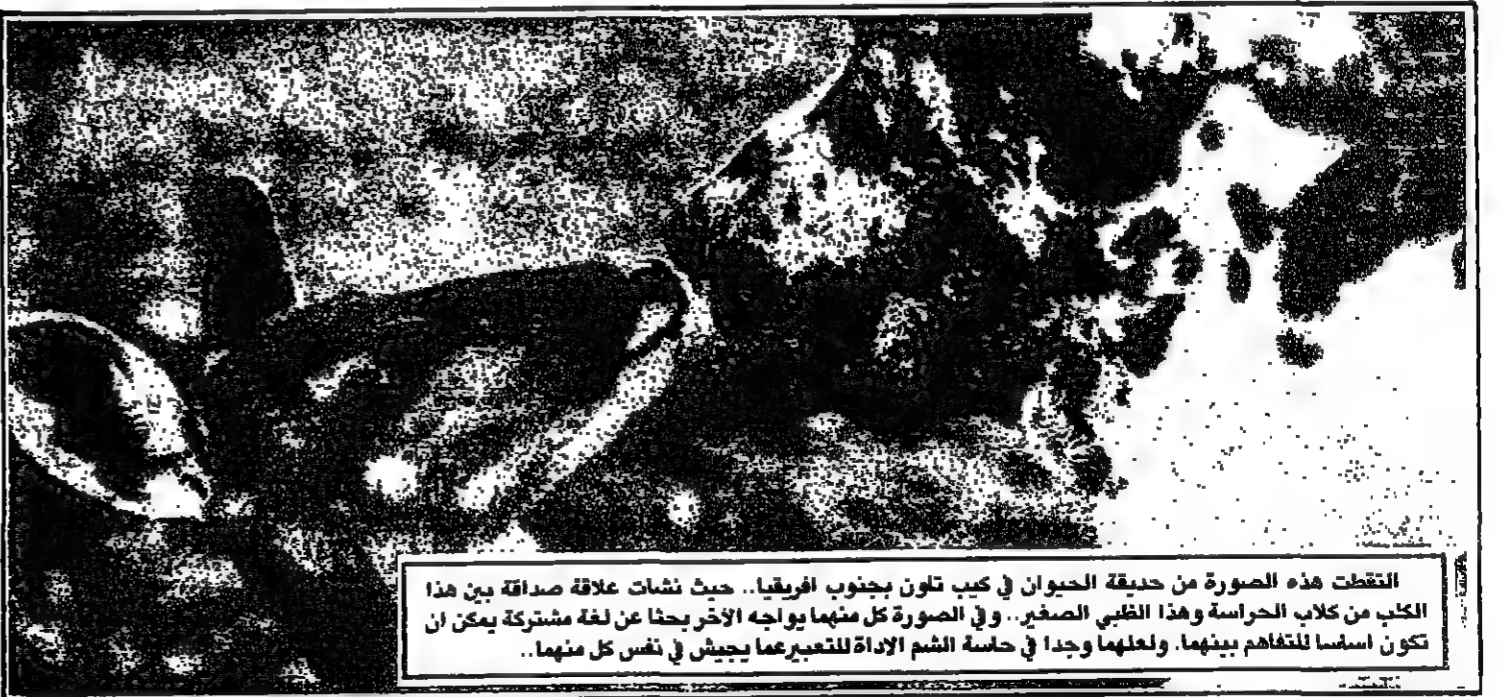 التقطت هذه الصورة من حديقة الحيوان في كيب تاون بجنوب افريقيا.. حيث نشات علاقة صداقة بين هذا
الكلب من كلاب الحراسة وهذا الظبي الصغير.. وفي الصورة كل منهما يواجه الآخر بحثا عن لغة مشتركة يمكن ان
تكون اساسا للتفاهم بينهما. ولعلهما وجدا في حاسة الشم الاداة للتعبير عما يجيش في نفس كل منهما..